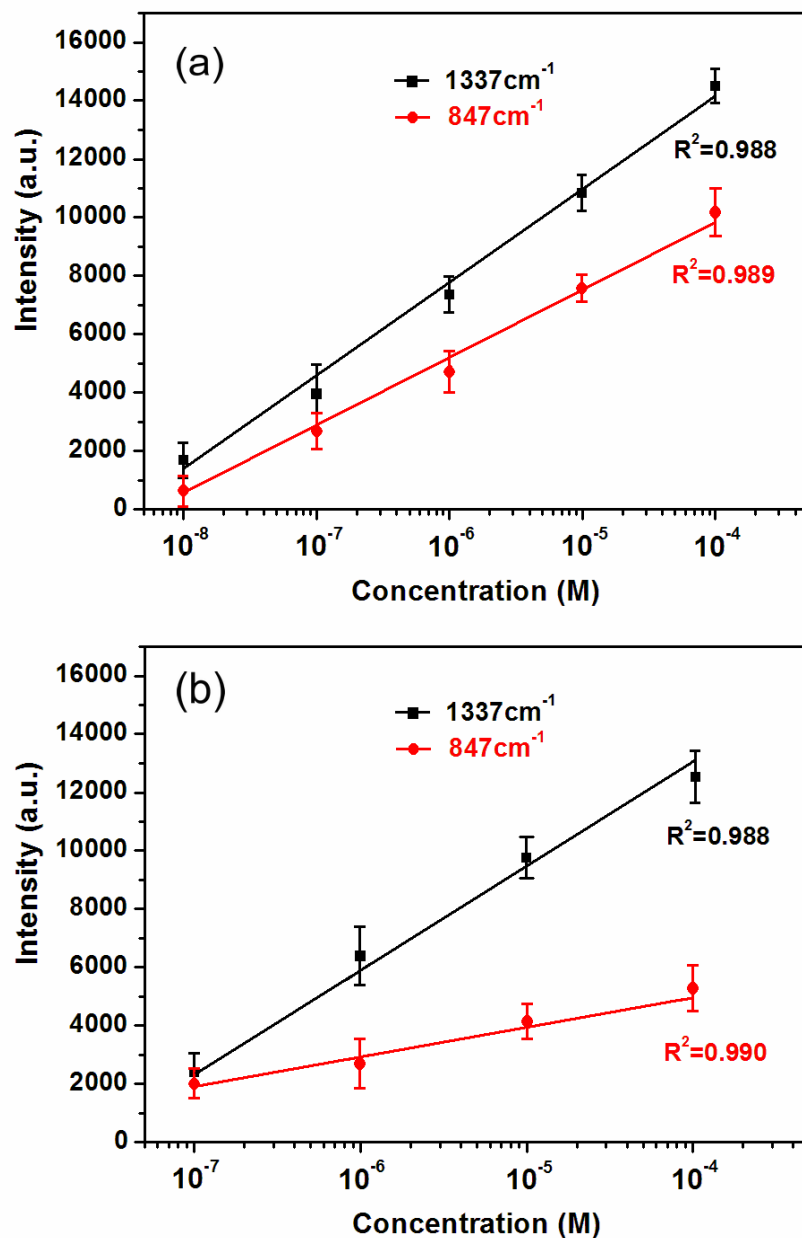 (a)
1337cm⁻¹
847cm⁻¹
R²=0.988
R²=0.989
16000
14000
12000
10000
8000
6000
4000
2000
0
Intensity (a.u.)
10⁻⁸ 10⁻⁷ 10⁻⁶ 10⁻⁵ 10⁻⁴
Concentration (M)
(b)
1337cm⁻¹
847cm⁻¹
R²=0.988
R²=0.990
16000
14000
12000
10000
8000
6000
4000
2000
0
Intensity (a.u.)
10⁻⁷ 10⁻⁶ 10⁻⁵ 10⁻⁴
Concentration (M)